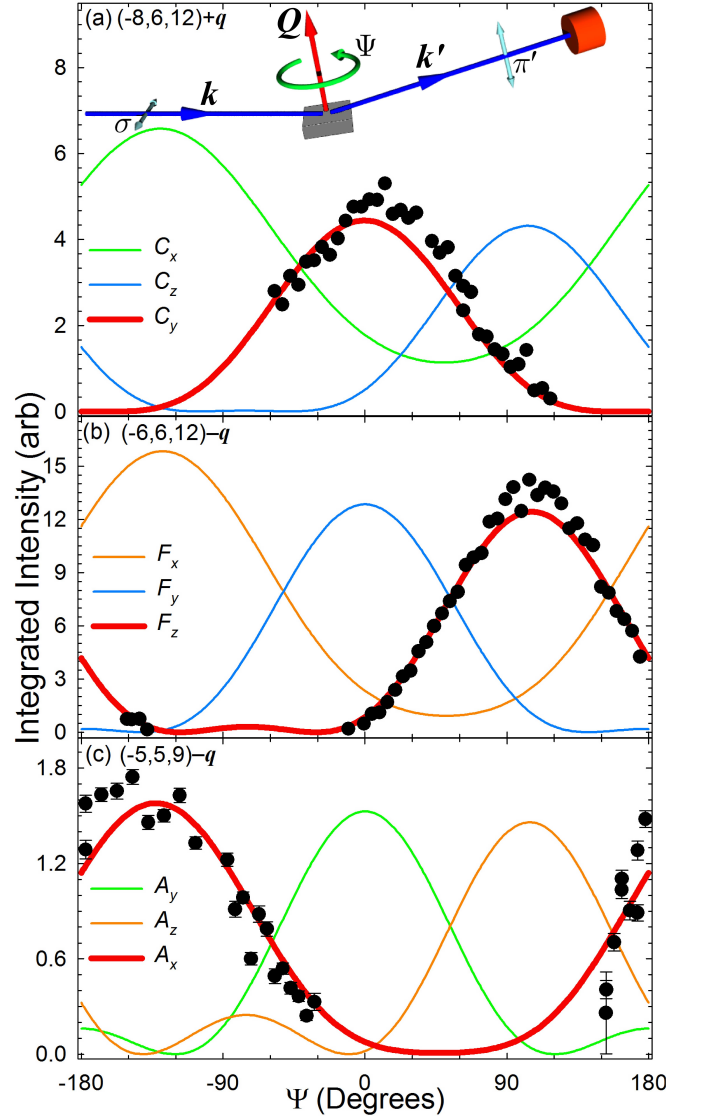 (a) (-8,6,12)+q
Q
Ψ
k
k'
π'
σ
8
6
4
2
0
C_x
C_z
C_y
Integrated Intensity (arb)
(b) (-6,6,12)−q
15
12
9
6
3
0
F_x
F_y
F_z
(c) (-5,5,9)−q
1.8
1.2
0.6
0.0
A_y
A_z
A_x
-180 -90 0 90 180
Ψ (Degrees)